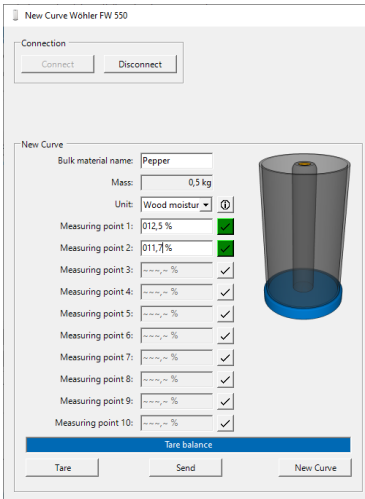 New Curve Wöhler FW 550
Connection
Connect Disconnect
New Curve
Bulk material name: Pepper
Mass: 0,5 kg
Unit: Wood moistur
Measuring point 1: 012,5 %
Measuring point 2: 011,7 %
Measuring point 3: ~~~,~ %
Measuring point 4: ~~~,~ %
Measuring point 5: ~~~,~ %
Measuring point 6: ~~~,~ %
Measuring point 7: ~~~,~ %
Measuring point 8: ~~~,~ %
Measuring point 9: ~~~,~ %
Measuring point 10: ~~~,~ %
Tare balance
Tare Send New Curve